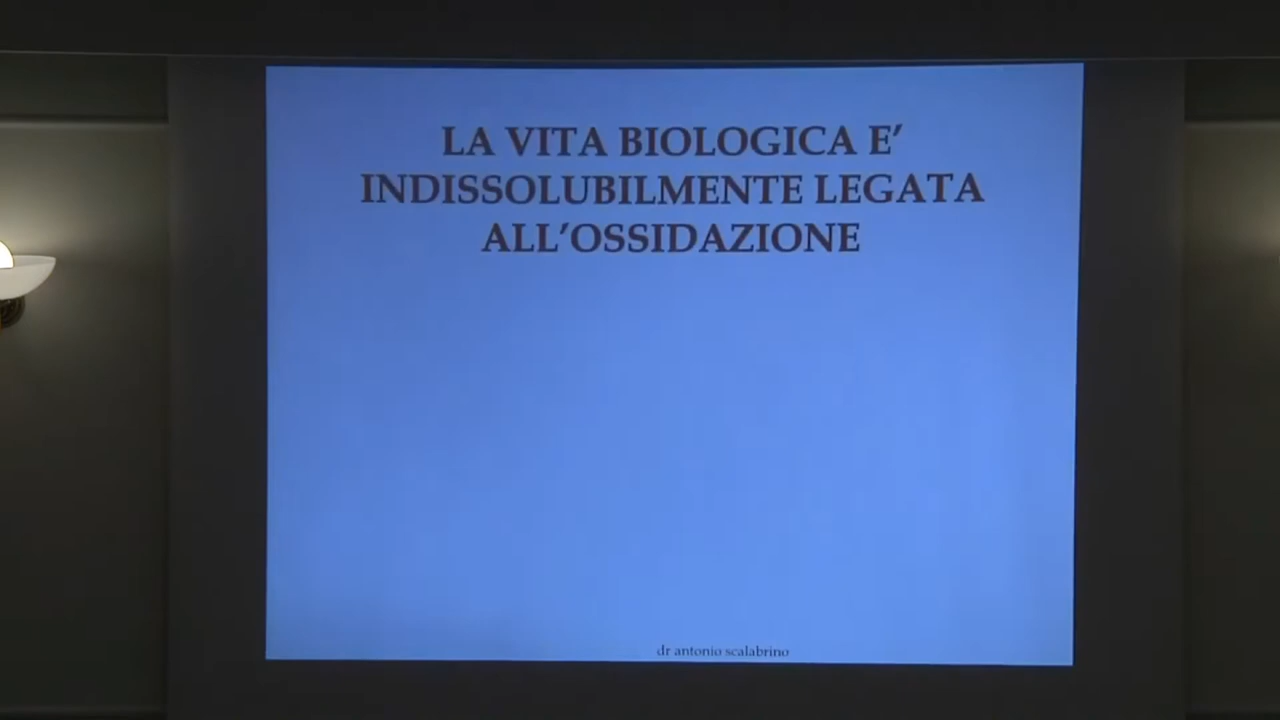 LA VITA BIOLOGICA E’
INDISSOLUBILMENTE LEGATA
ALL’OSSIDAZIONE
dr antonio scalabrino